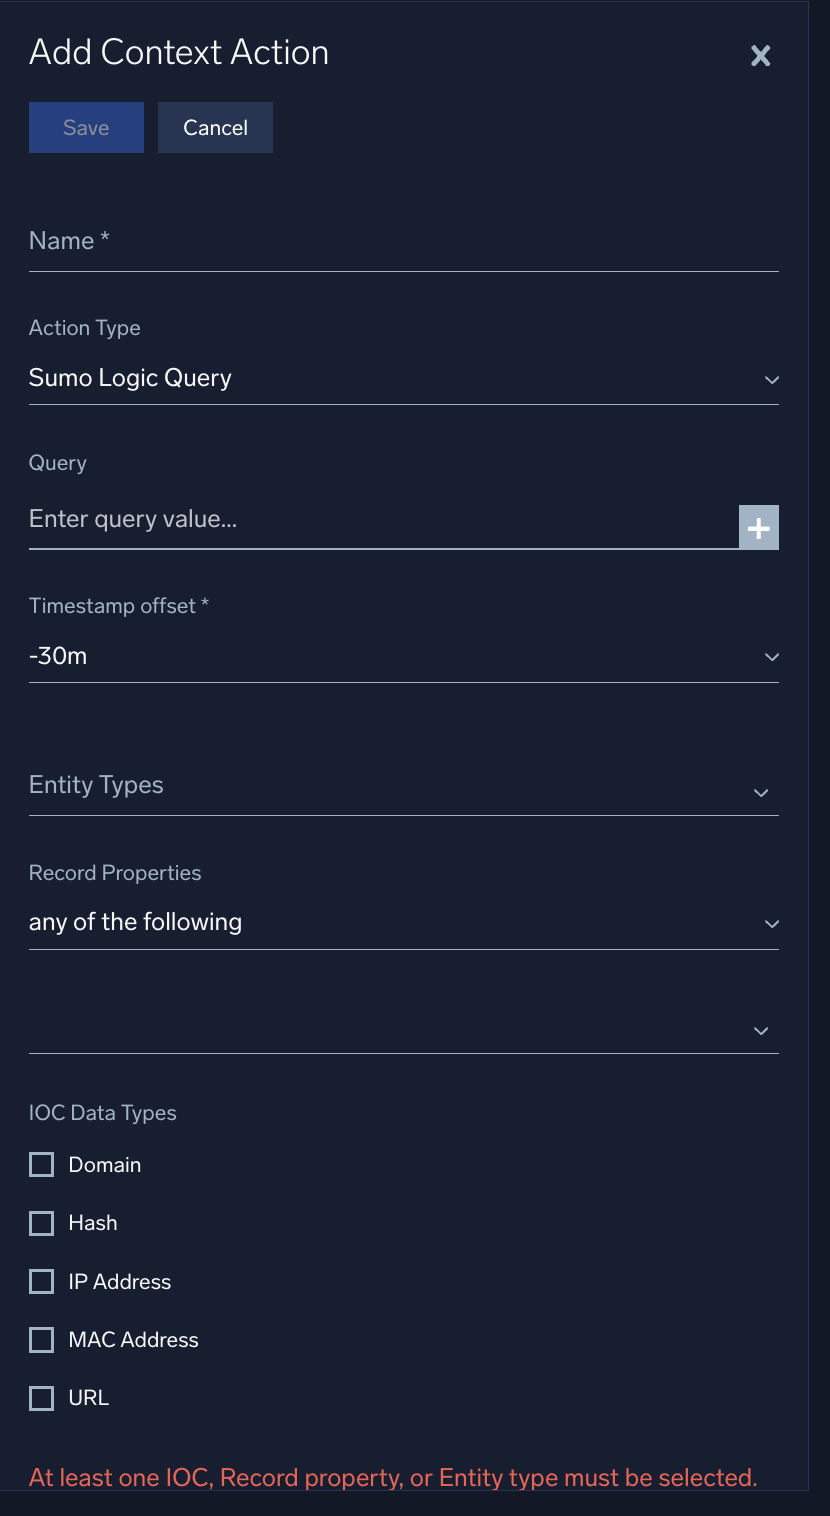 Add Context Action
Save
Cancel
Name *
Action Type
Sumo Logic Query
Query
Enter query value...
Timestamp offset *
-30m
Entity Types
Record Properties
any of the following
IOC Data Types
Domain
Hash
IP Address
MAC Address
URL
At least one IOC, Record property, or Entity type must be selected.